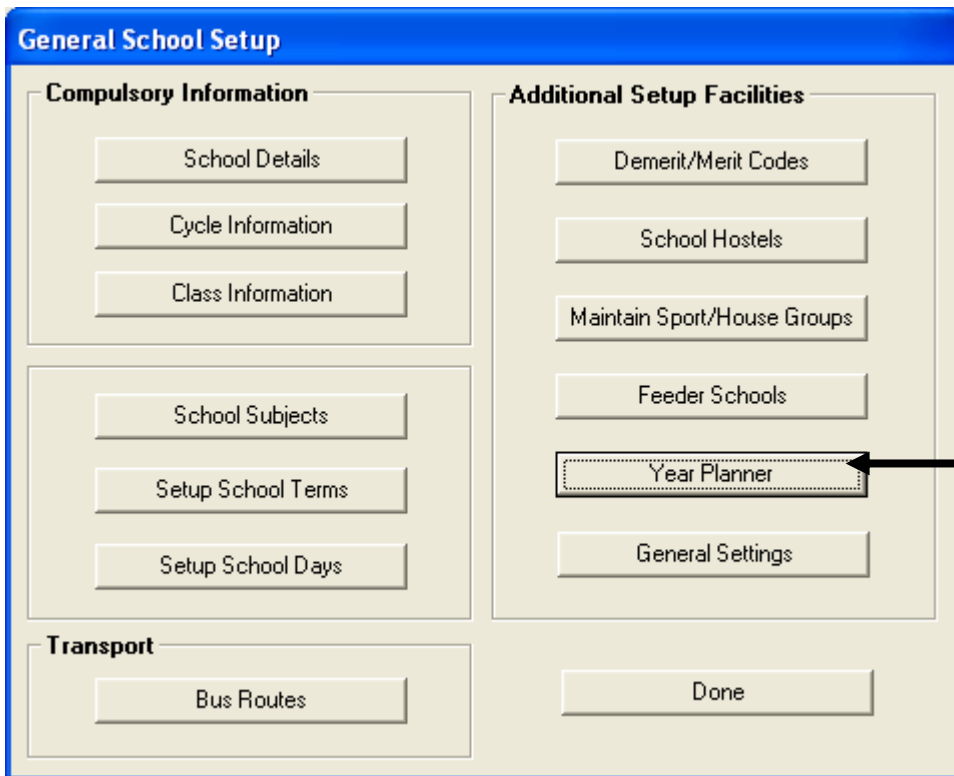 General School Setup
Compulsory Information
School Details
Cycle Information
Class Information
School Subjects
Setup School Terms
Setup School Days
Transport
Bus Routes
Additional Setup Facilities
Demerit/Merit Codes
School Hostels
Maintain Sport/House Groups
Feeder Schools
Year Planner
General Settings
Done